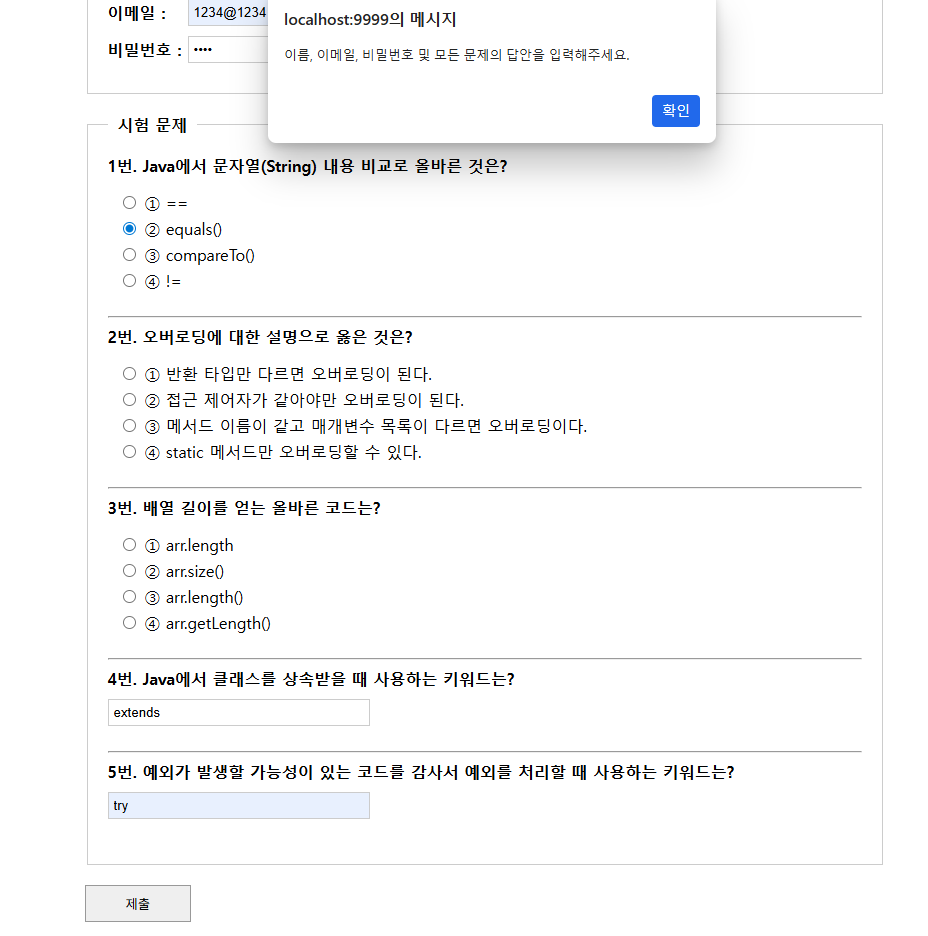 이메일 :
1234@1234
비밀번호 :
••••
localhost:9999의 메시지
이름, 이메일, 비밀번호 및 모든 문제의 답안을 입력해주세요.
확인
시험 문제
1번. Java에서 문자열(String) 내용 비교로 올바른 것은?
① ==
② equals()
③ compareTo()
④ !=
2번. 오버로딩에 대한 설명으로 옳은 것은?
① 반환 타입만 다르면 오버로딩이 된다.
② 접근 제어자가 같아야만 오버로딩이 된다.
③ 메서드 이름이 같고 매개변수 목록이 다르면 오버로딩이다.
④ static 메서드만 오버로딩할 수 있다.
3번. 배열 길이를 얻는 올바른 코드는?
① arr.length
② arr.size()
③ arr.length()
④ arr.getLength()
4번. Java에서 클래스를 상속받을 때 사용하는 키워드는?
extends
5번. 예외가 발생할 가능성이 있는 코드를 감사서 예외를 처리할 때 사용하는 키워드는?
try
제출